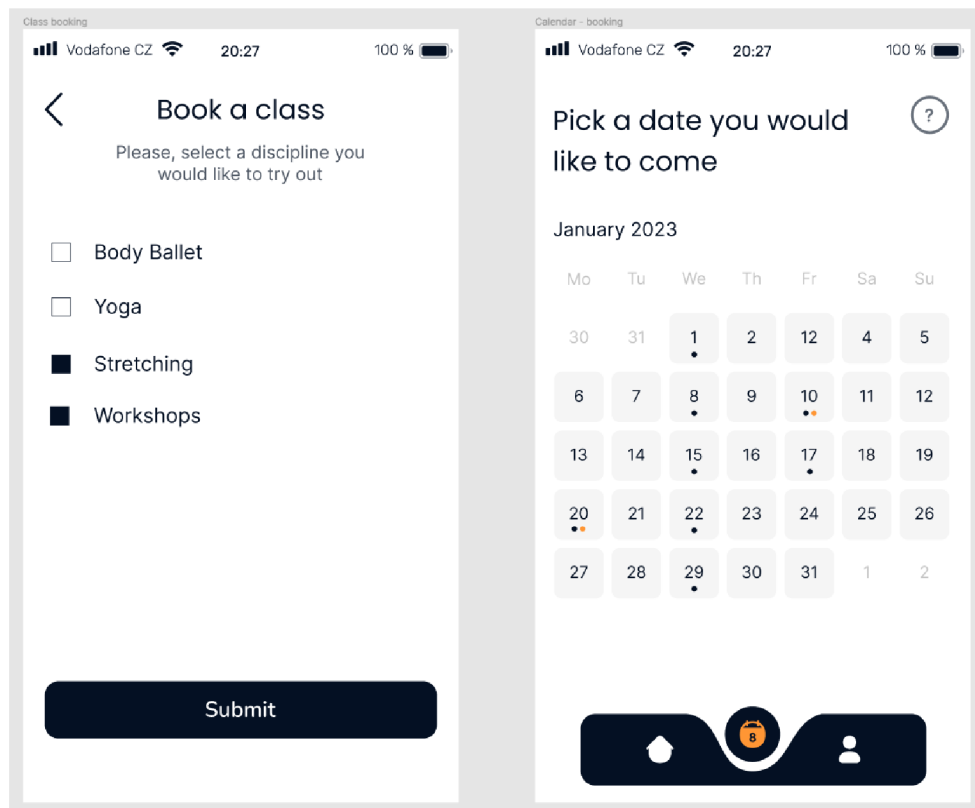 Class booking
Vodafone CZ 20:27 100 %
Book a class
Please, select a discipline you
would like to try out
Body Ballet
Yoga
Stretching
Workshops
Submit
Calendar - booking
Vodafone CZ 20:27 100 %
Pick a date you would
like to come
?
January 2023
Mo Tu We Th Fr Sa Su
30 31 1 2 12 4 5
6 7 8 9 10 11 12
13 14 15 16 17 18 19
20 21 22 23 24 25 26
27 28 29 30 31 1 2
8